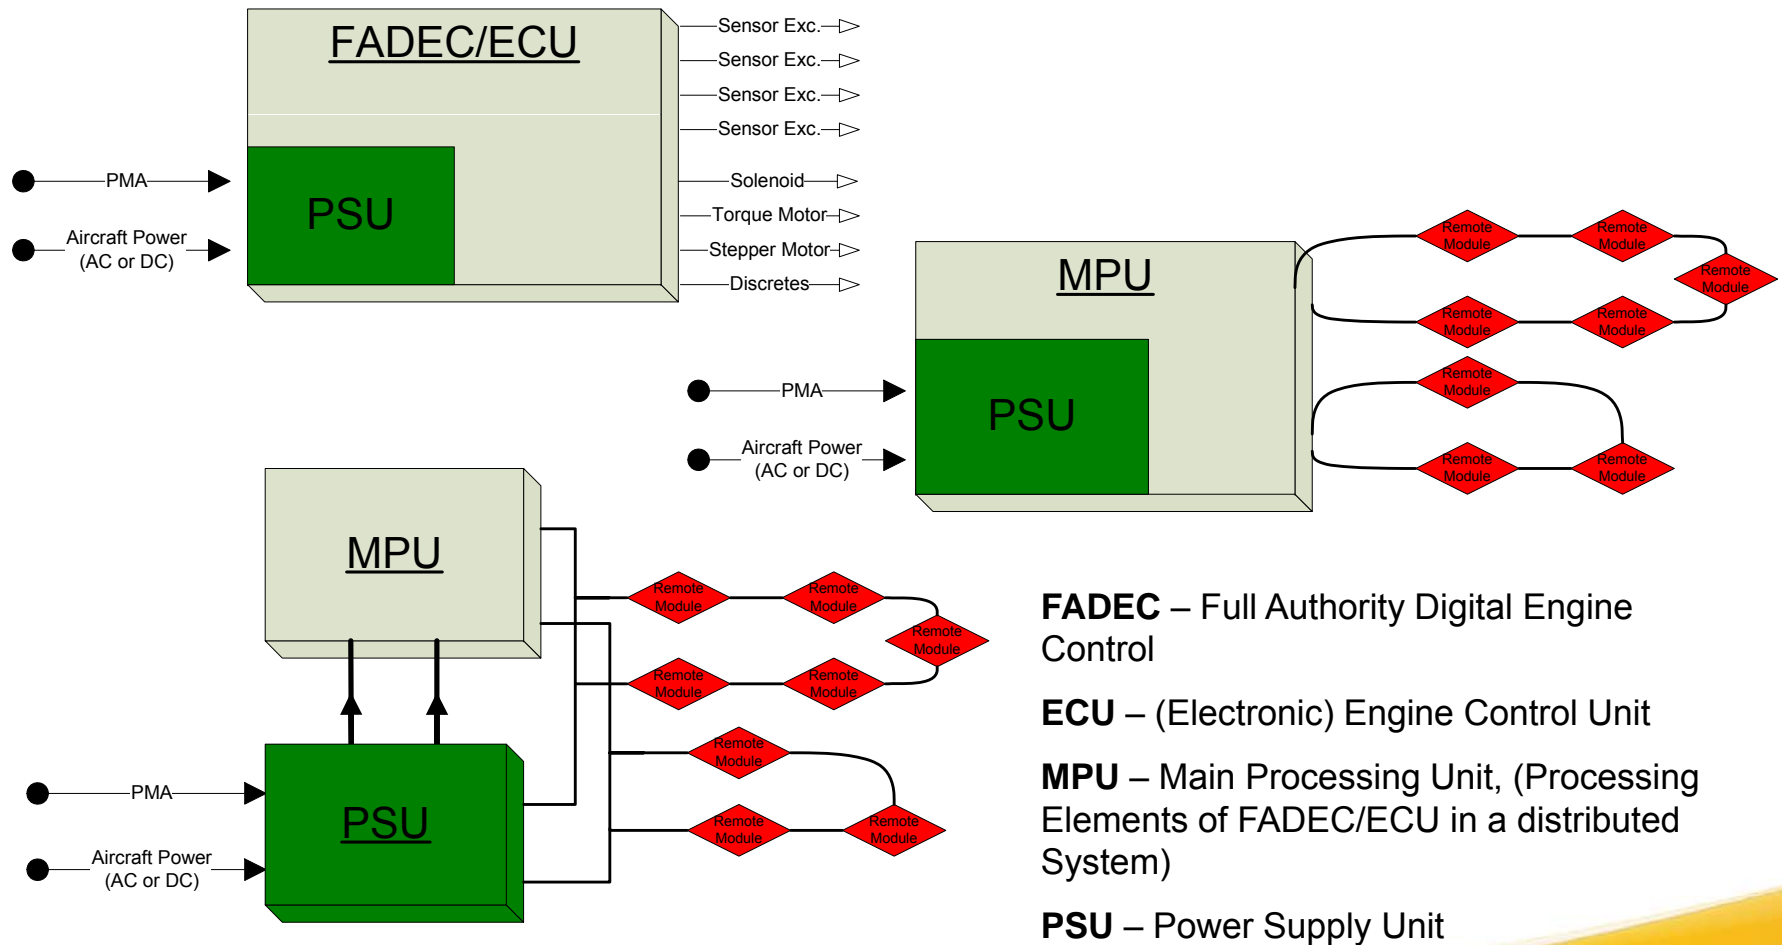 FADEC/ECU
PSU
PMA
Aircraft Power
(AC or DC)
Sensor Exc.
Sensor Exc.
Sensor Exc.
Sensor Exc.
Solenoid
Torque Motor
Stepper Motor
Discretes
MPU
PSU
PMA
Aircraft Power
(AC or DC)
Remote
Module
Remote
Module
Remote
Module
Remote
Module
Remote
Module
Remote
Module
Remote
Module
Remote
Module
MPU
PSU
PMA
Aircraft Power
(AC or DC)
Remote
Module
Remote
Module
Remote
Module
Remote
Module
Remote
Module
Remote
Module
Remote
Module
Remote
Module
FADEC – Full Authority Digital Engine
Control
ECU – (Electronic) Engine Control Unit
MPU – Main Processing Unit, (Processing
Elements of FADEC/ECU in a distributed
System)
PSU – Power Supply Unit